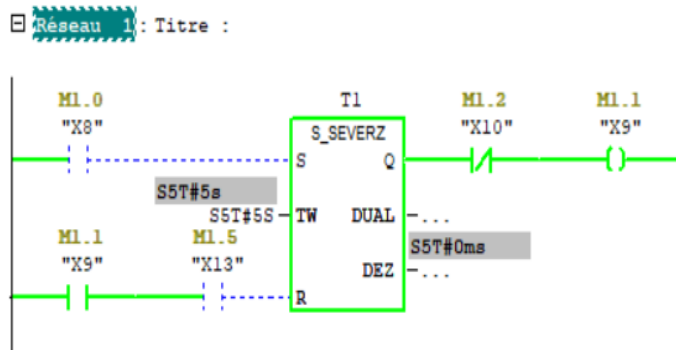 Réseau 1: Titre :
M1.0 T1 M1.2 M1.1
"X8" S_SEVERZ "X10" "X9"
S Q
S5T#5s
S5T#5S TW DUAL ...
M1.1 M1.5 S5T#0ms
"X9" "X13" DEZ ...
R